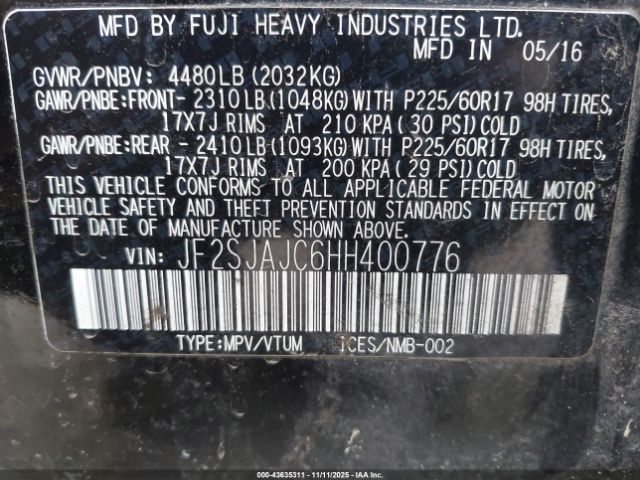 MFD BY FUJI HEAVY INDUSTRIES LTD.
MFD IN 05/16
GVWR/PNBV: 4480LB(2032KG)
GAWR/PNBE:FRONT- 2310LB(1048KG)WITH P225/60R17 98H TIRES,
17X7J RIMS AT 210 KPA( 30 PSI)COLD
GAWR/PNBE:REAR - 2410LB(1093KG)WITH P225/60R17 98H TIRES,
17X7J RIMS AT 200 KPA( 29 PSI)COLD
THIS VEHICLE CONFORMS TO ALL APPLICABLE FEDERAL MOTOR
VEHICLE SAFETY AND THEFT PREVENTION STANDARDS IN EFFECT ON
THE DATE OF MANUFACTURE SHOWN ABOVE.
VIN: JF2SJAJC6HH400776
TYPE:MPV/VTUM ICES/NMB-002
000-43635311 - 11/11/2025 - IAA Inc.